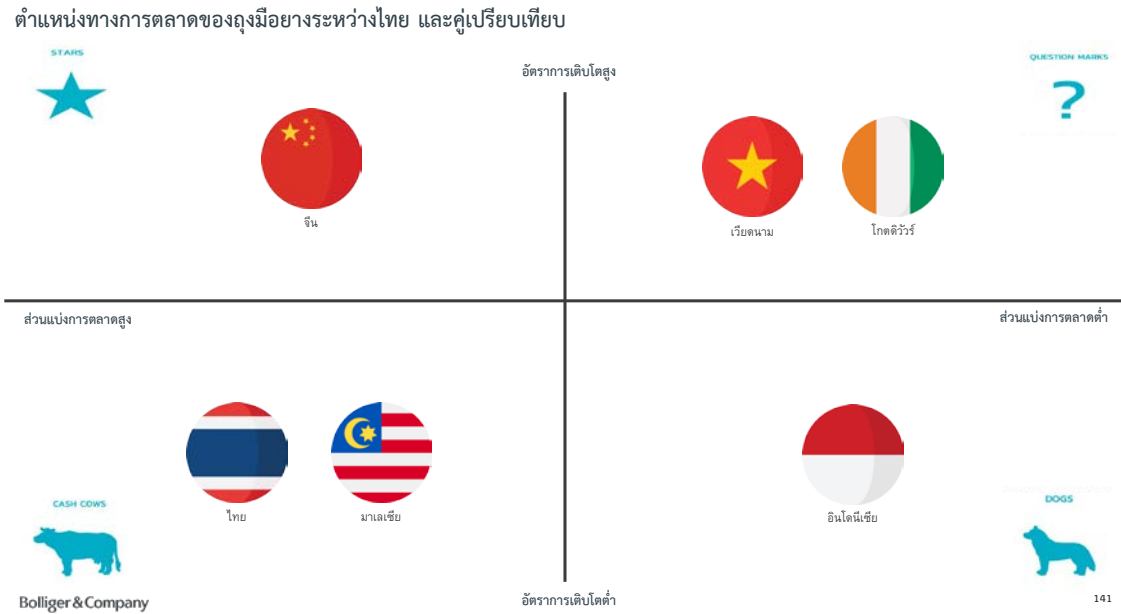 ตำแหน่งทางการตลาดของถุงมือยางระหว่างไทย และคู่เปรียบเทียบ
STARS
อัตราการเติบโตสูง
QUESTION MARKS
?
จีน
เวียดนาม
โกตติวัวร์
ส่วนแบ่งการตลาดสูง
ส่วนแบ่งการตลาดต่ำ
ไทย
มาเลเซีย
อินโดนีเซีย
CASH COWS
DOGS
Bolliger & Company
อัตราการเติบโตต่ำ
141